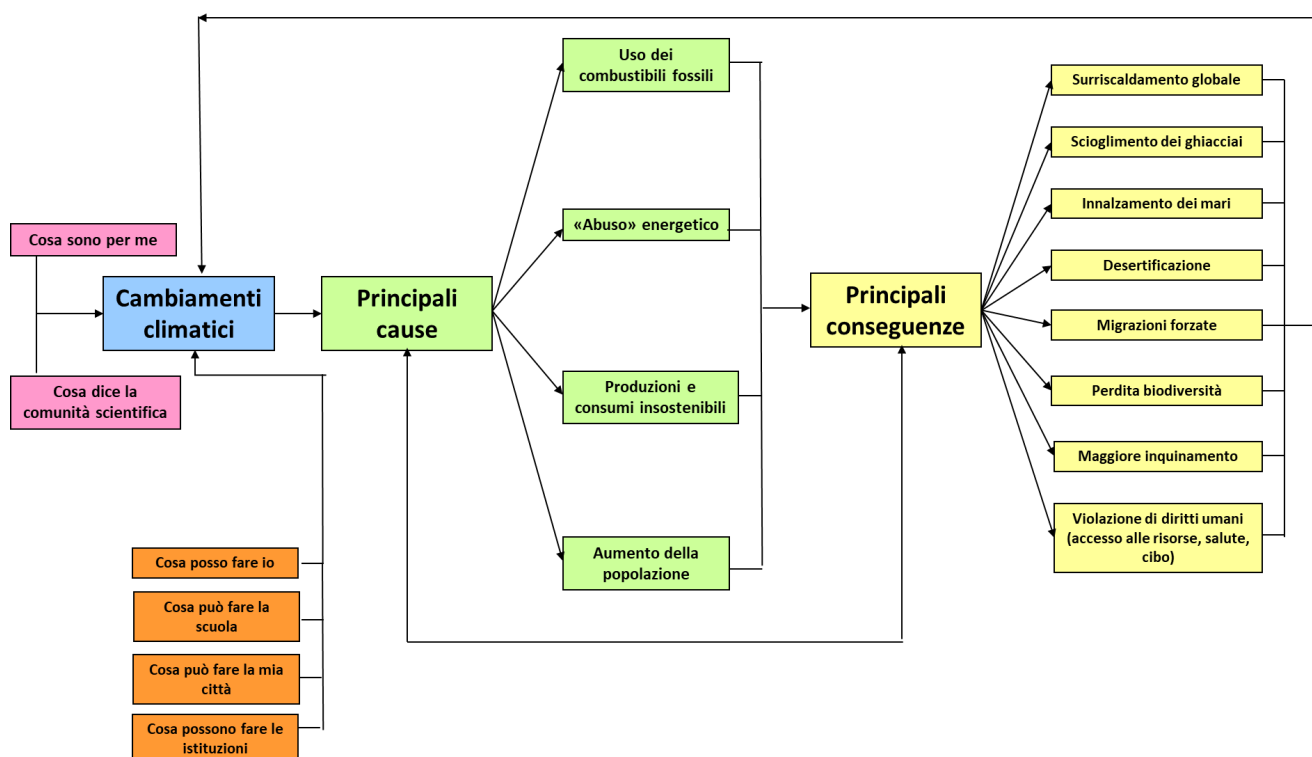 Cosa sono per me
Cosa dice la
comunità scientifica
Cambiamenti
climatici
Cosa posso fare io
Cosa può fare la
scuola
Cosa può fare la mia
città
Cosa possono fare le
istituzioni
Principali
cause
Uso dei
combustibili fossili
«Abuso» energetico
Produzioni e
consumi insostenibili
Aumento della
popolazione
Principali
conseguenze
Surriscaldamento globale
Scioglimento dei ghiacciai
Innalzamento dei mari
Desertificazione
Migrazioni forzate
Perdita biodiversità
Maggiore inquinamento
Violazione di diritti umani
(accesso alle risorse, salute,
cibo)